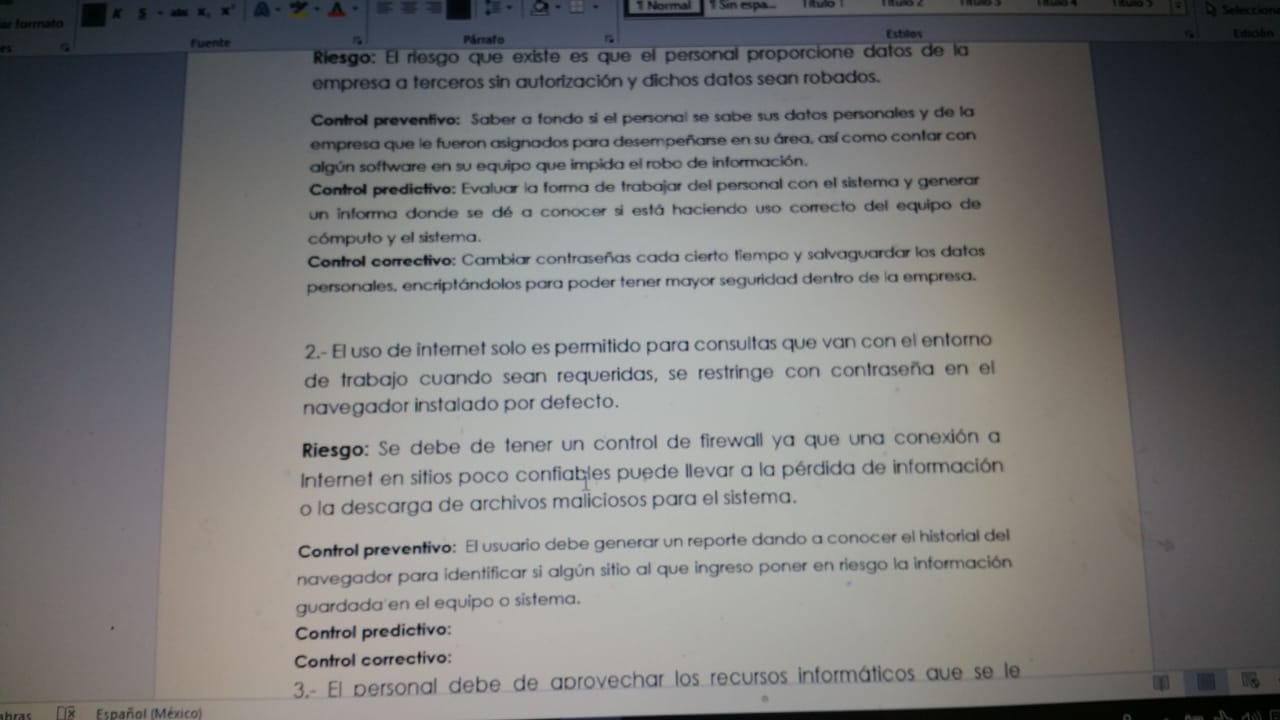 ar formato
K S abc X, X² A A
¶ Normal ¶ Sin espa... Título 1 Título 2 Título 3 Título 4 Título 5
Fuente Párrafo Estilos Edición
Riesgo: El riesgo que existe es que el personal proporcione datos de la
empresa a terceros sin autorización y dichos datos sean robados.
Control preventivo: Saber a fondo si el personal se sabe sus datos personales y de la
empresa que le fueron asignados para desempeñarse en su área, así como contar con
algún software en su equipo que impida el robo de información.
Control predictivo: Evaluar la forma de trabajar del personal con el sistema y generar
un informa donde se dé a conocer si está haciendo uso correcto del equipo de
cómputo y el sistema.
Control correctivo: Cambiar contraseñas cada cierto tiempo y salvaguardar los datos
personales, encriptándolos para poder tener mayor seguridad dentro de la empresa.
2.- El uso de internet solo es permitido para consultas que van con el entorno
de trabajo cuando sean requeridas, se restringe con contraseña en el
navegador instalado por defecto.
Riesgo: Se debe de tener un control de firewall ya que una conexión a
Internet en sitios poco confiables puede llevar a la pérdida de información
o la descarga de archivos maliciosos para el sistema.
Control preventivo: El usuario debe generar un reporte dando a conocer el historial del
navegador para identificar si algún sitio al que ingreso poner en riesgo la información
guardada en el equipo o sistema.
Control predictivo:
Control correctivo:
3.- El personal debe de aprovechar los recursos informáticos que se le
Español (México)